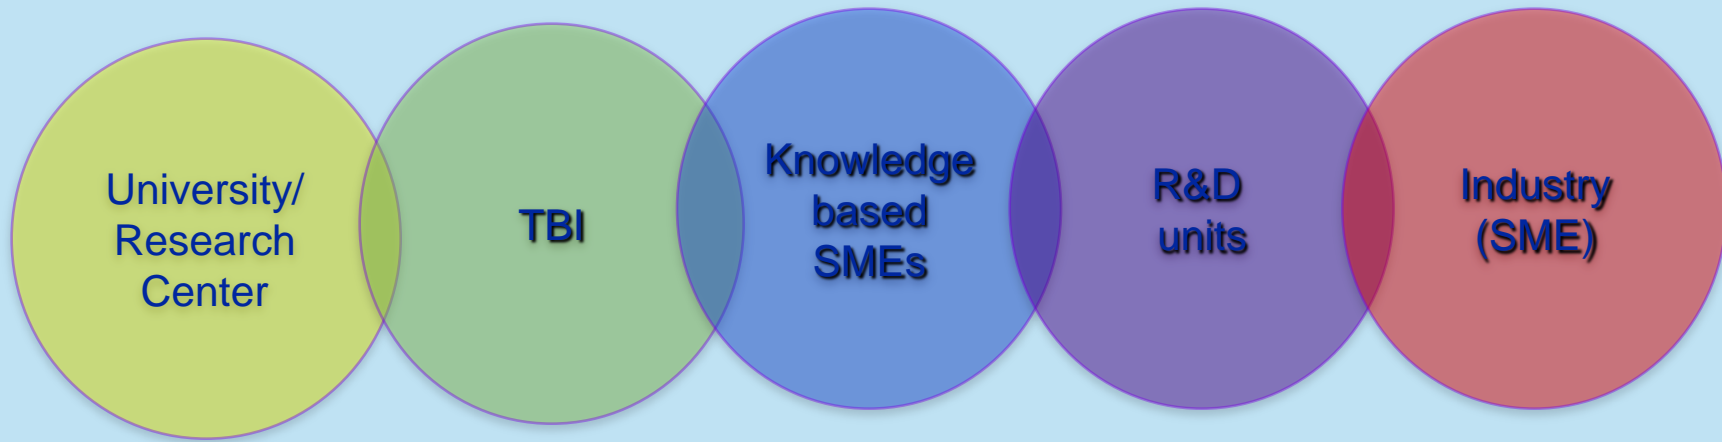 University/
Research
Center
TBI
Knowledge
based
SMEs
R&D
units
Industry
(SME)